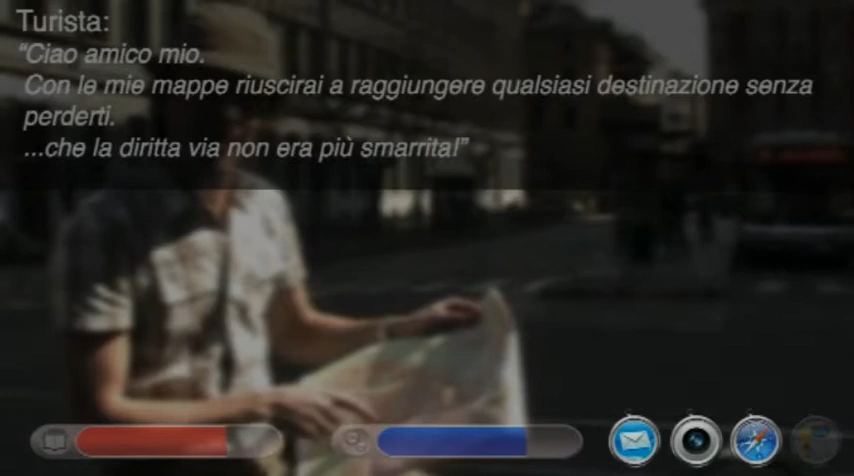 Turista:
“Ciao amico mio.
Con le mie mappe riuscirai a raggiungere qualsiasi destinazione senza
perderti.
...che la diritta via non era più smarrita!”